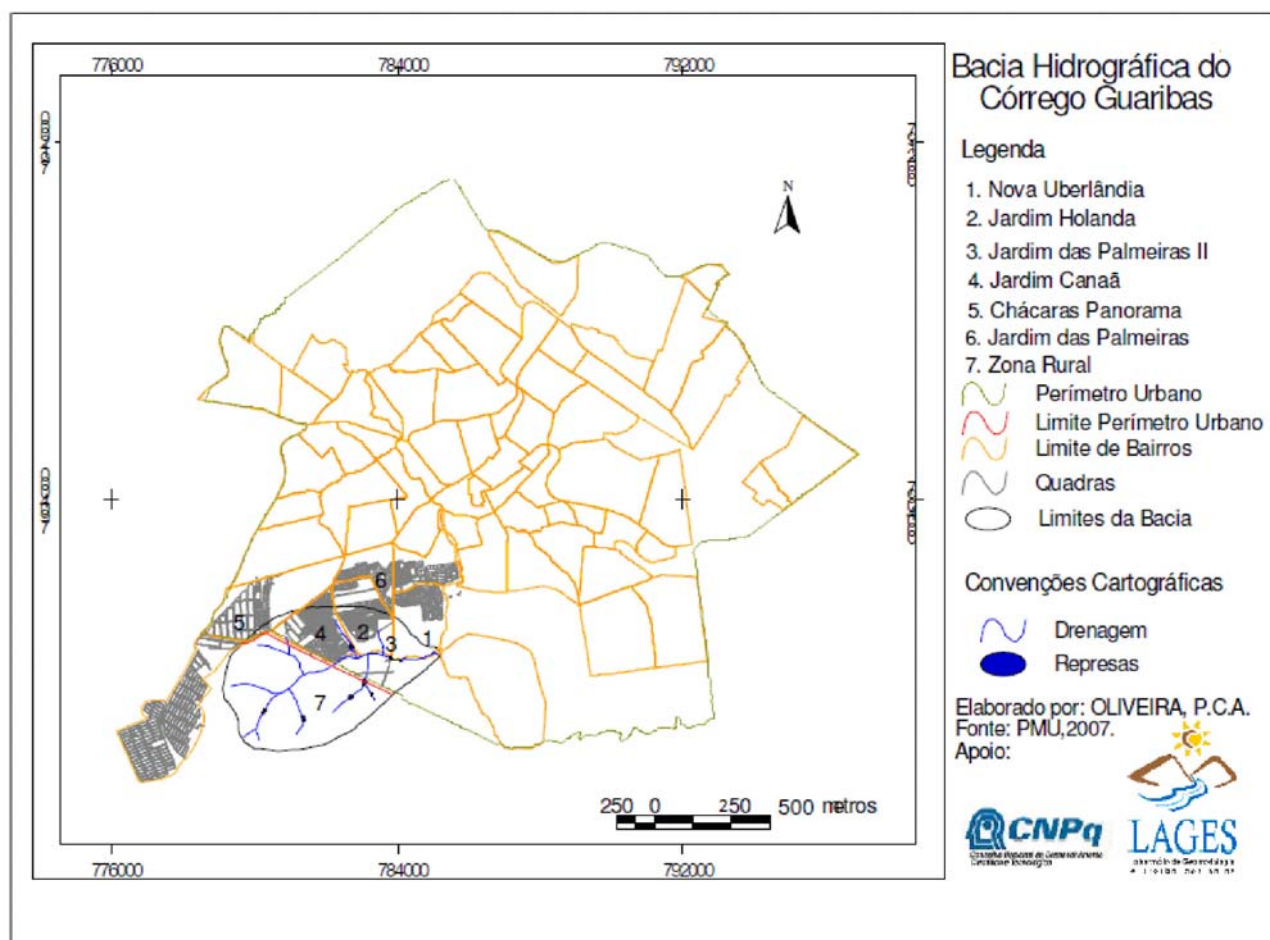 776000 784000 792000
N
5 6 4 2 3 1 7
250 0 250 500 metros
776000 784000 792000
Bacia Hidrográfica do
Córrego Guaribas
Legenda
1. Nova Uberlândia
2. Jardim Holanda
3. Jardim das Palmeiras II
4. Jardim Canaã
5. Chácaras Panorama
6. Jardim das Palmeiras
7. Zona Rural
Perímetro Urbano
Limite Perímetro Urbano
Limite de Bairros
Quadras
Limites da Bacia
Convenções Cartográficas
Drenagem
Represas
Elaborado por: OLIVEIRA, P.C.A.
Fonte: PMU,2007.
Apoio:
CNPq
LAGES